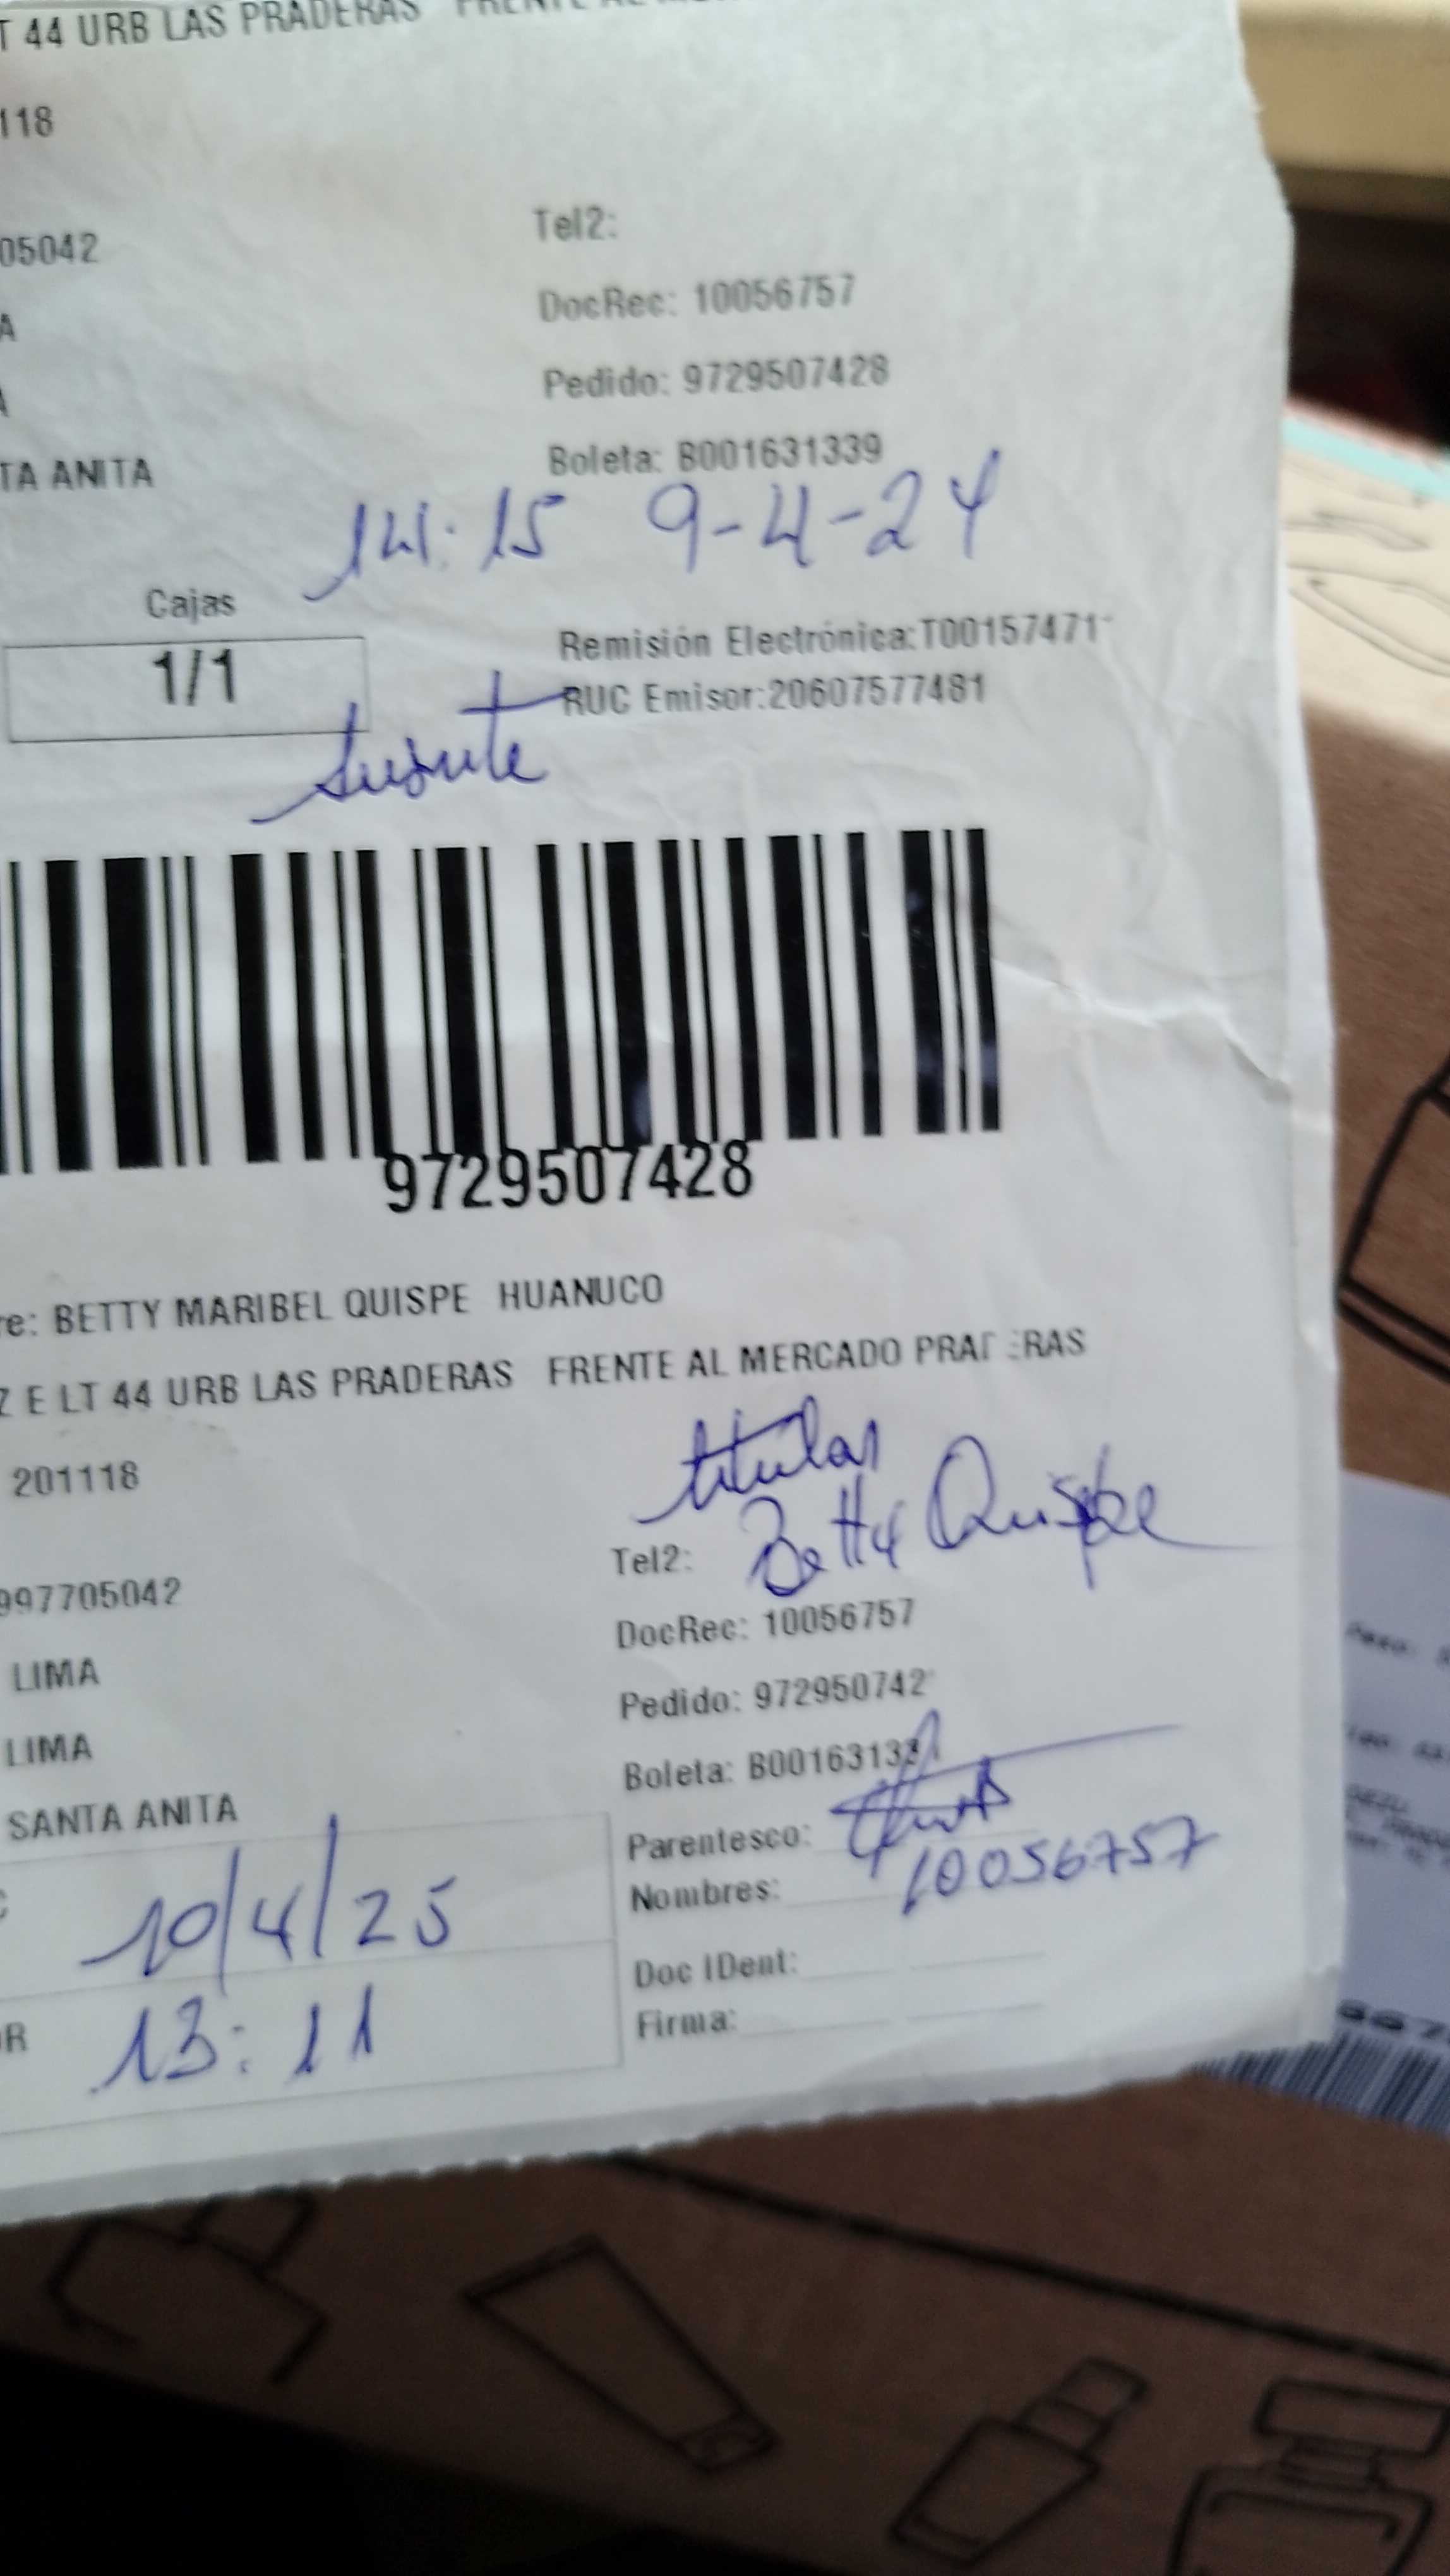 T 44 URB LAS PRADERAS FRENTE AL
118
05042
Tel2:
A
DocRec: 10056757
A
Pedido: 9729507428
TA ANITA
Boleta: B001631339
14:15 9-4-24
Cajas
1/1
Remisión Electrónica:T00157471
RUC Emisor:20607577481
9729507428
re: BETTY MARIBEL QUISPE HUANUCO
Z E LT 44 URB LAS PRADERAS FRENTE AL MERCADO PRADERAS
201118
titular
Betty Quispe
Tel2:
997705042
DocRec: 10056757
LIMA
Pedido: 972950742
LIMA
Boleta: B00163133
SANTA ANITA
Parentesco:
10056757
Nombres:
10/4/25
Doc IDent:
R
13:11
Firma: